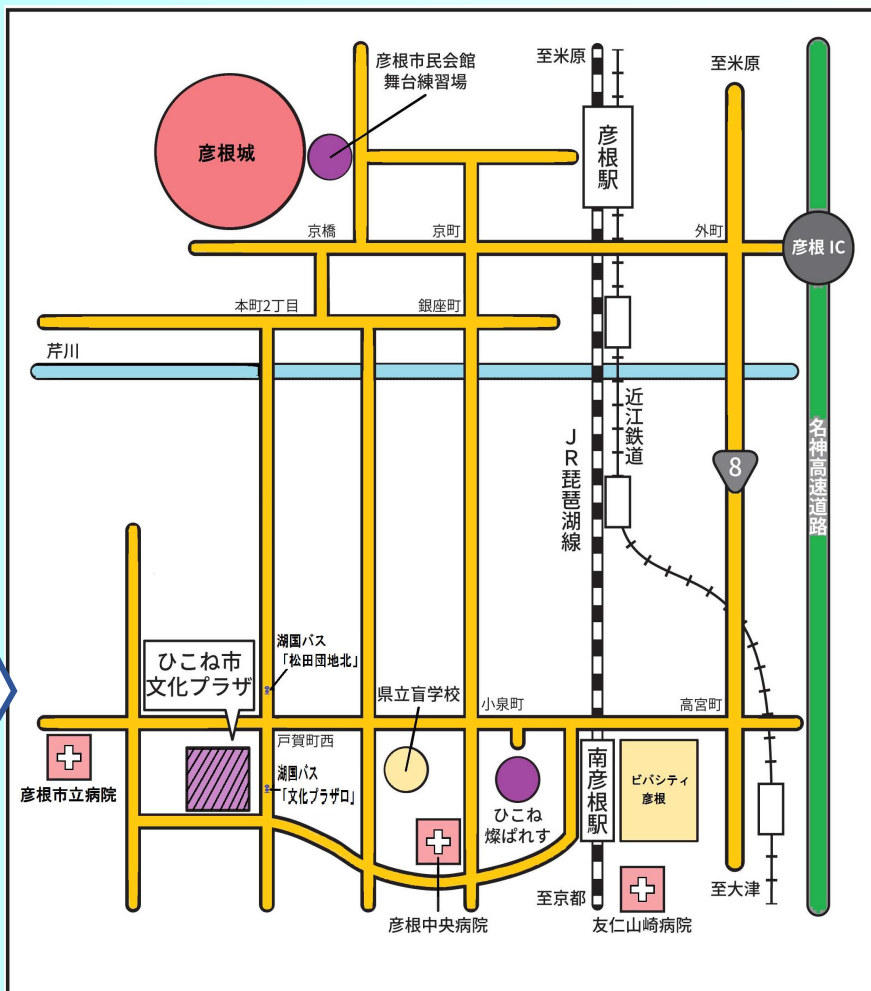 彦根市民会館
舞台練習場
至米原
至米原
彦根城
彦根駅
京橋
京町
外町
彦根 IC
本町2丁目
銀座町
芹川
近江鉄道
JR琵琶湖線
8
名神高速道路
湖国バス
「松田団地北」
ひこね市
文化プラザ
県立盲学校
小泉町
高宮町
戸賀町西
彦根市立病院
湖国バス
「文化プラザ口」
南彦根駅
ビバシティ
彦根
ひこね
燦ぱれす
至京都
至大津
彦根中央病院
友仁山崎病院